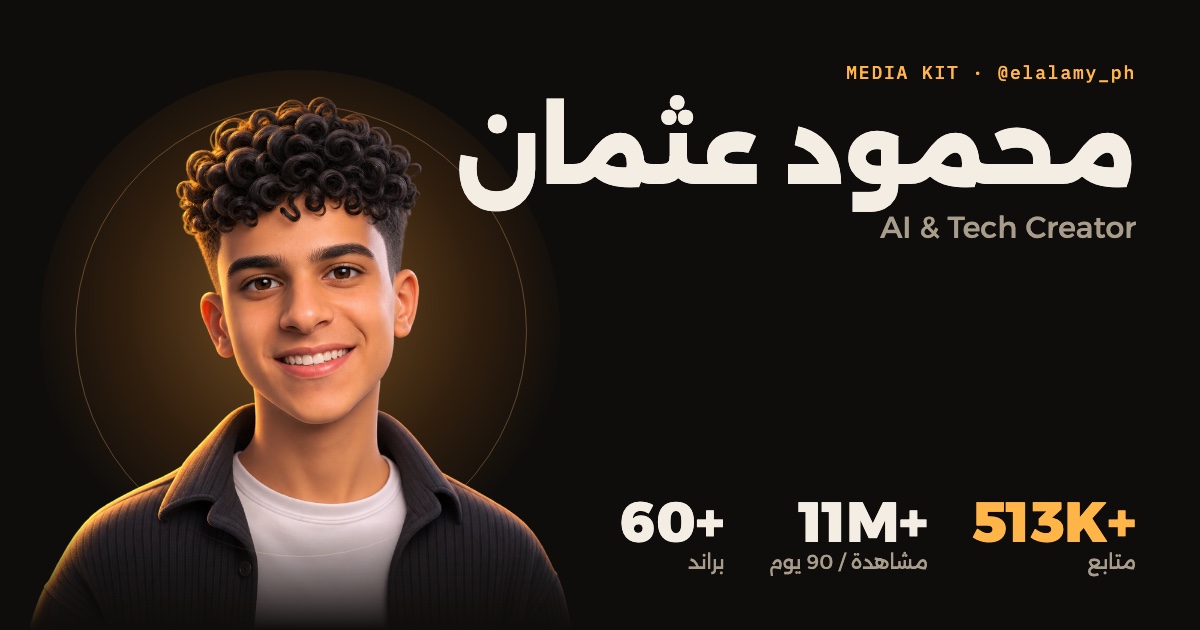 MEDIA KIT · @elalamy_ph
محمود عثمان
AI & Tech Creator
513K+
متابع
11M+
مشاهدة / 90 يوم
60+
براند